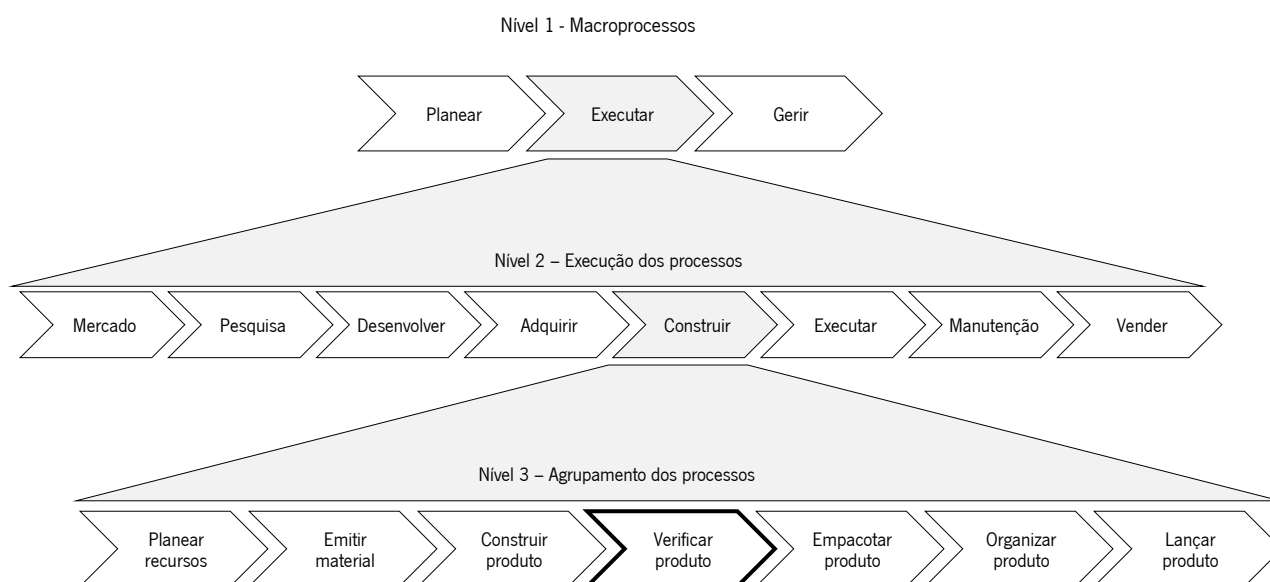 Nível 1 - Macroprocessos
Planear
Executar
Gerir
Nível 2 – Execução dos processos
Mercado
Pesquisa
Desenvolver
Adquirir
Construir
Executar
Manutenção
Vender
Nível 3 – Agrupamento dos processos
Planear
recursos
Emitir
material
Construir
produto
Verificar
produto
Empacotar
produto
Organizar
produto
Lançar
produto